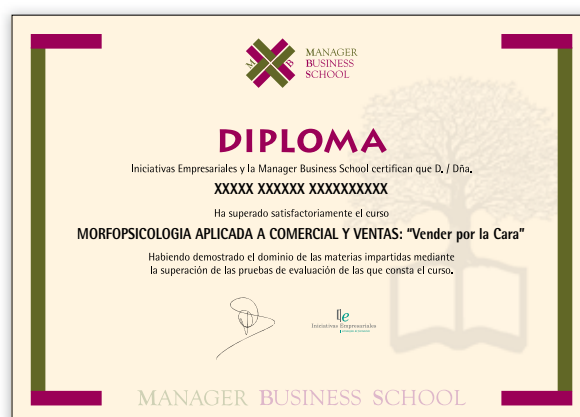 M B
MANAGER
BUSINESS
SCHOOL
DIPLOMA
Iniciativas Empresariales y la Manager Business School certifican que D. / Dña.
XXXXX XXXXXX XXXXXXXXXX
Ha superado satisfactoriamente el curso
MORFOPSICOLOGIA APLICADA A COMERCIAL Y VENTAS: “Vender por la Cara”
Habiendo demostrado el dominio de las materias impartidas mediante
la superación de las pruebas de evaluación de las que consta el curso.
Ile
Iniciativas Empresariales
MANAGER BUSINESS SCHOOL